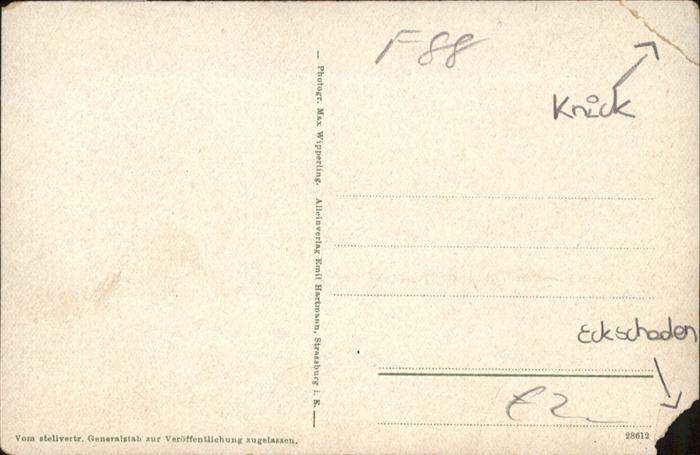 F88
Knick
— Photogr. Max Wipperling. Alleinverlag Emil Hartmann, Strassburg i. E. —
Eckschaden
Vom stellvertr. Generalstab zur Veröffentlichung zugelassen.
28612